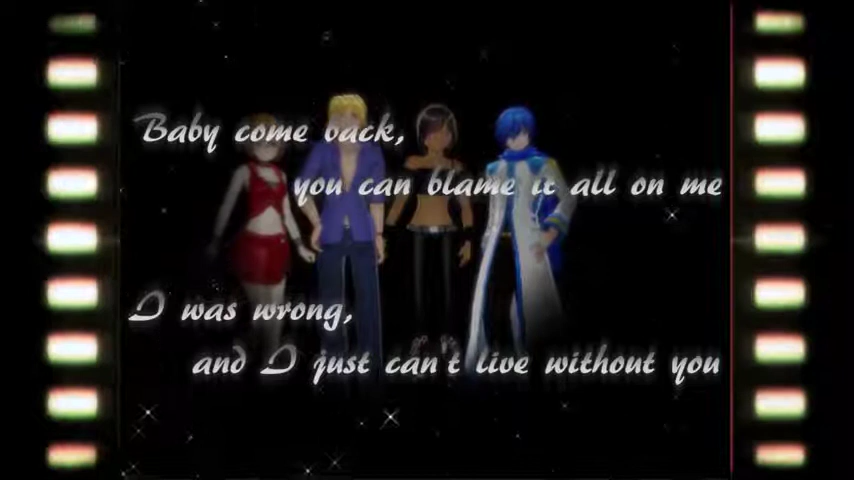 Baby come back,
you can blame it all on me
I was wrong,
and I just can't live without you